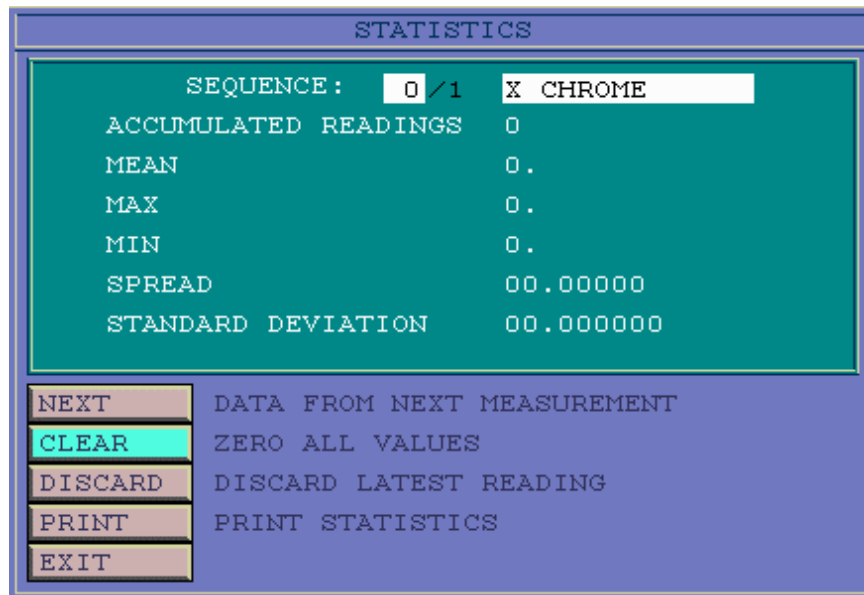 STATISTICS
SEQUENCE: 0/1 X CHROME
ACCUMULATED READINGS 0
MEAN 0.
MAX 0.
MIN 0.
SPREAD 00.00000
STANDARD DEVIATION 00.000000
NEXT DATA FROM NEXT MEASUREMENT
CLEAR ZERO ALL VALUES
DISCARD DISCARD LATEST READING
PRINT PRINT STATISTICS
EXIT